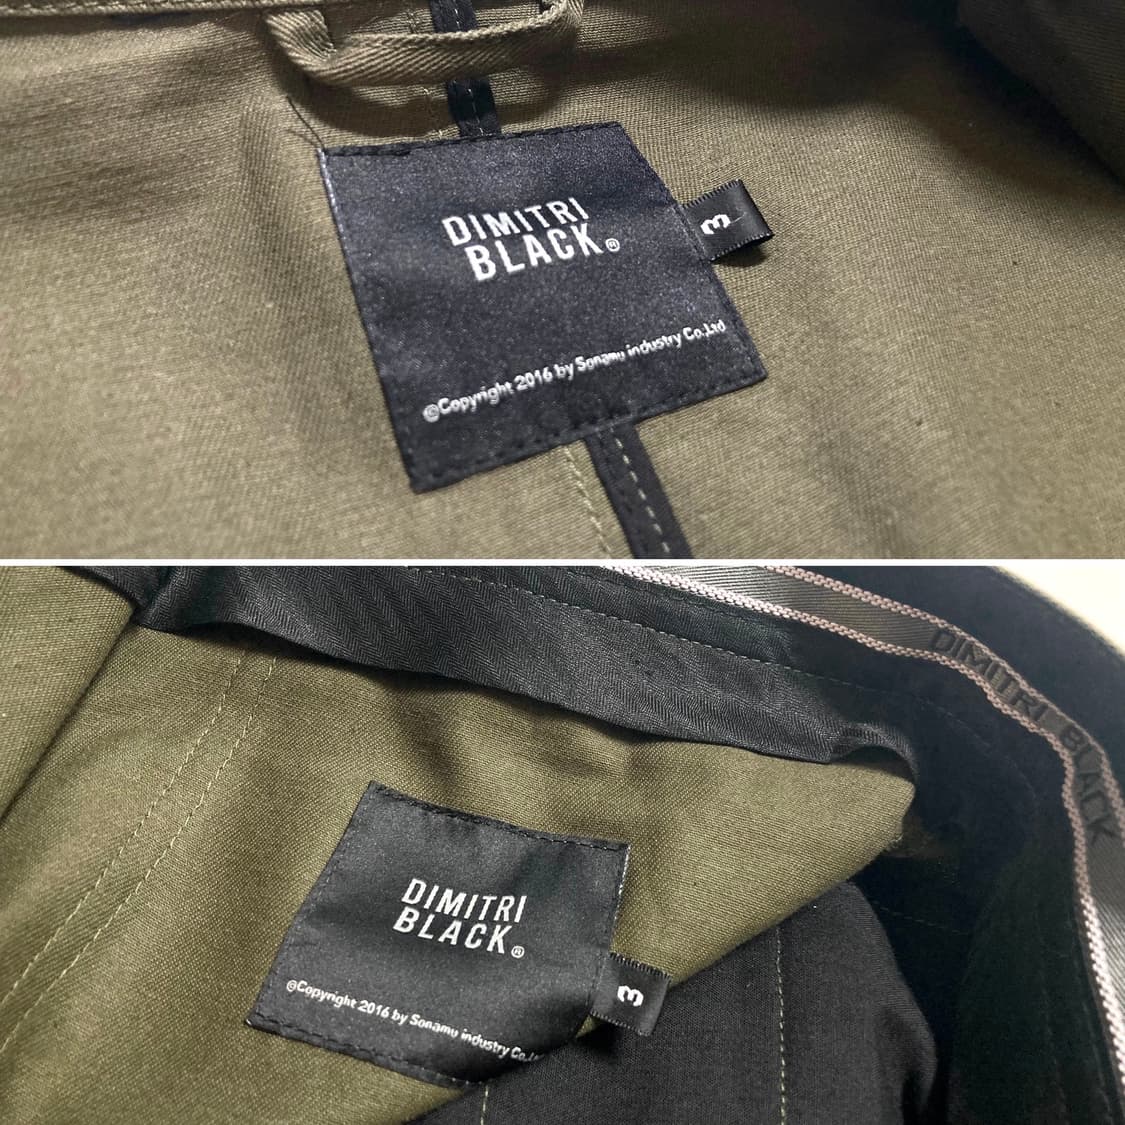 DIMITRI
BLACK®
3
©Copyright 2016 by Sonamu industry Co.,Ltd
DIMITRI BLACK
DIMITRI
BLACK®
3
©Copyright 2016 by Sonamu industry Co.,